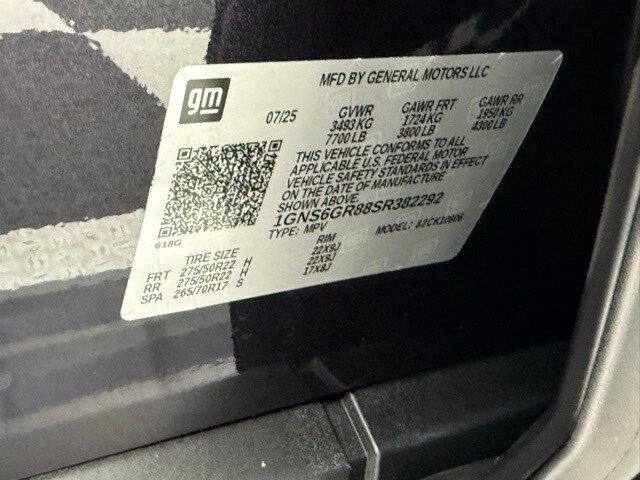 gm
MFD BY GENERAL MOTORS LLC
07/25 GVWR GAWR FRT GAWR RR
3493 KG 1724 KG 1950 KG
7700 LB 3800 LB 4300 LB
THIS VEHICLE CONFORMS TO ALL
APPLICABLE U.S. FEDERAL MOTOR
VEHICLE SAFETY STANDARDS IN EFFECT
ON THE DATE OF MANUFACTURE
SHOWN ABOVE.
1GNS6GR88SR382292
TYPE: MPV MODEL: 82CK10906
618G
TIRE SIZE RIM
FRT 275/50R22 H 22X9J
RR 275/50R22 H 22X9J
SPA 265/70R17 S 17X8J